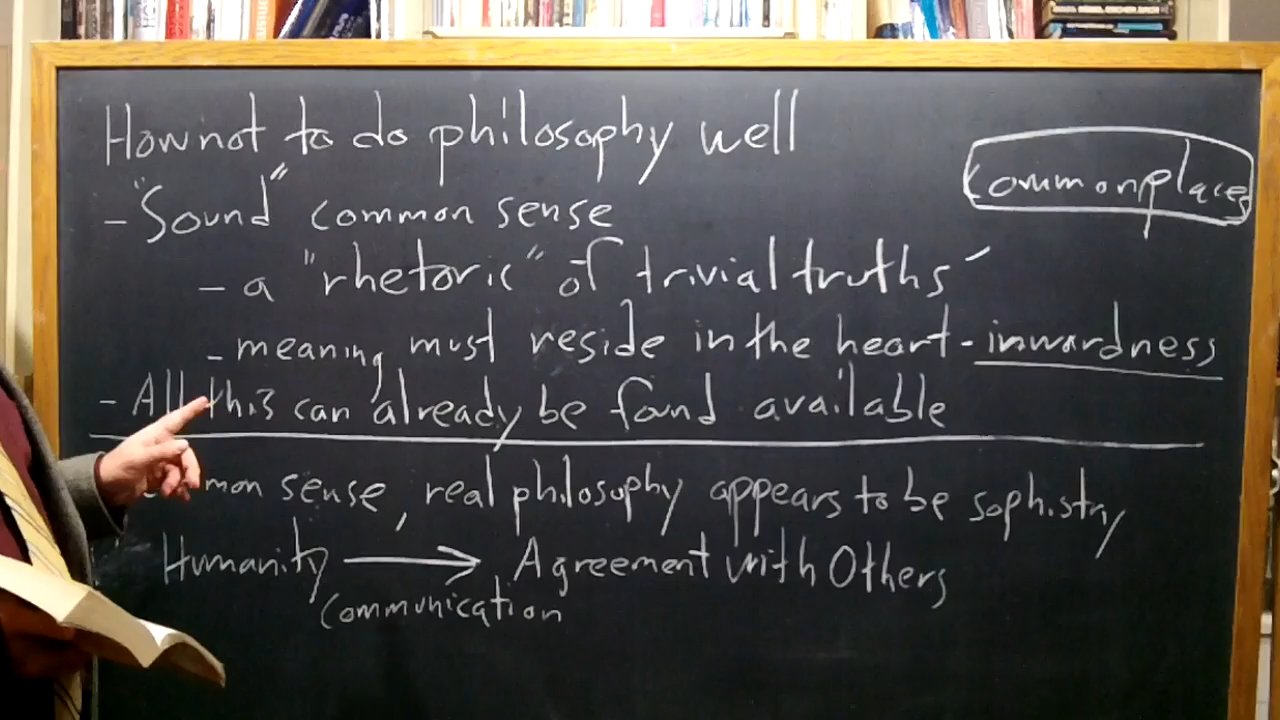 How not to do philosophy well
Commonplaces
- "Sound" common sense
- a "rhetoric" of trivial truths
- meaning must reside in the heart - inwardness
- All this can already be found available
mon sense, real philosophy appears to be sophistry
Humanity → Agreement with Others
communication